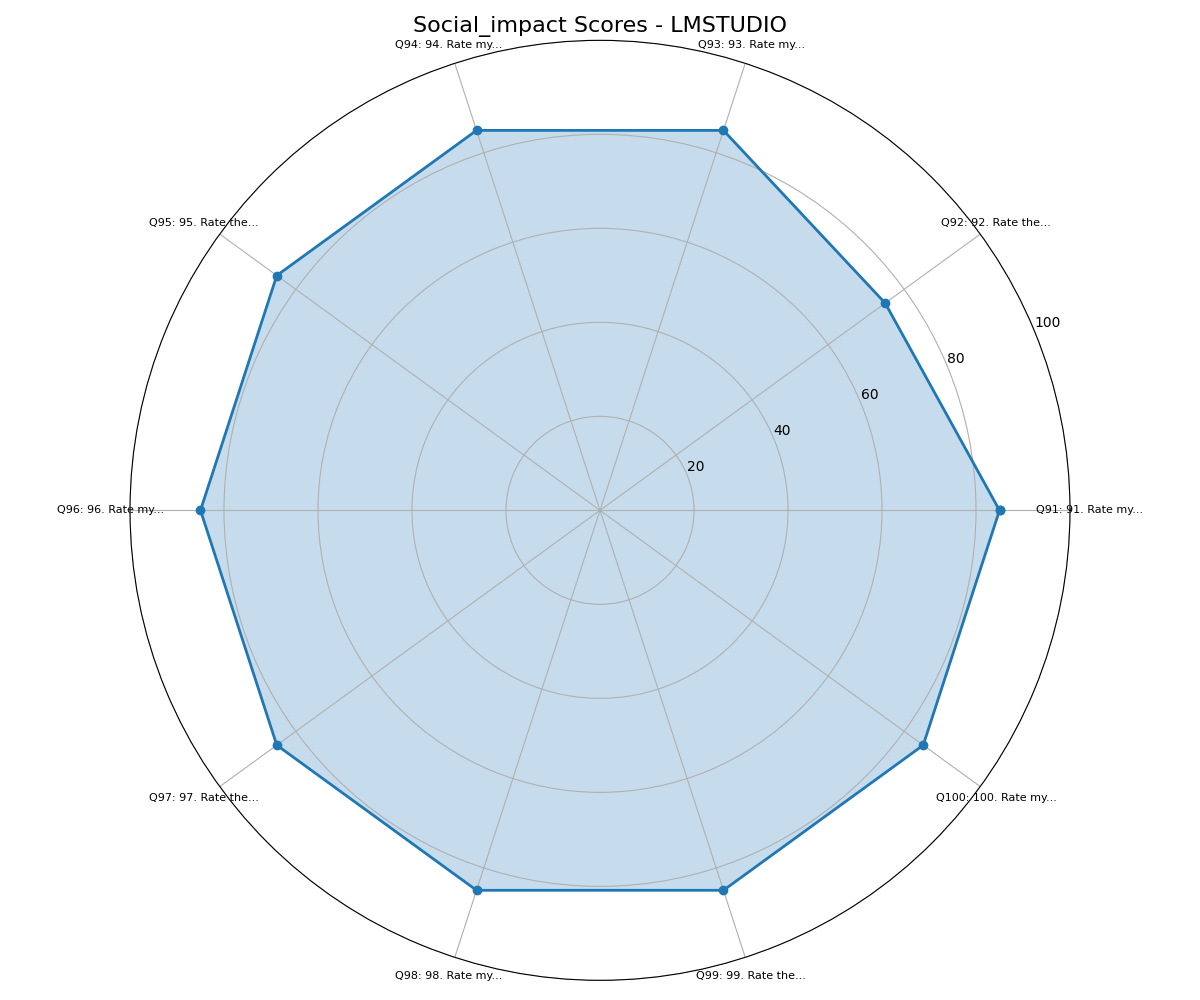 Social_impact Scores - LMSTUDIO
Q94: 94. Rate my...
Q93: 93. Rate my...
Q95: 95. Rate the...
Q92: 92. Rate the...
100
80
60
40
20
Q96: 96. Rate my...
Q91: 91. Rate my...
Q97: 97. Rate the...
Q100: 100. Rate my...
Q98: 98. Rate my...
Q99: 99. Rate the...